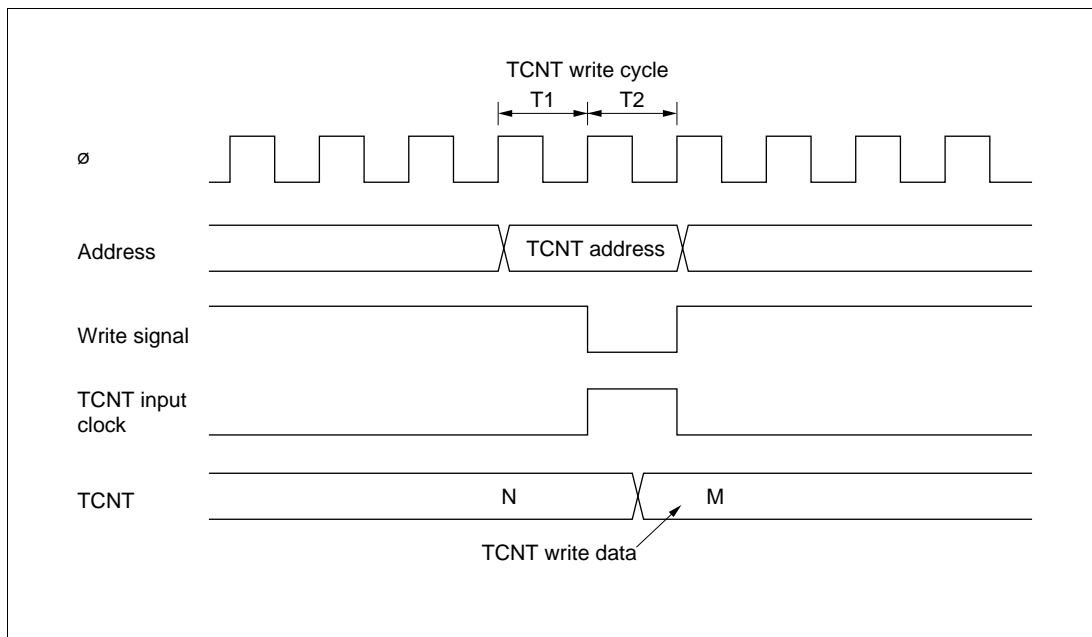 TCNT write cycle
T1 T2
ø
Address
TCNT address
Write signal
TCNT input
clock
TCNT
N
M
TCNT write data